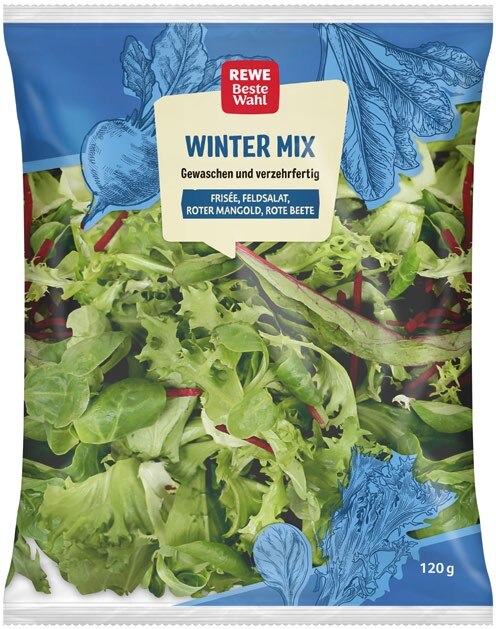 REWE
Beste
Wahl
WINTER MIX
Gewaschen und verzehrfertig
FRISÉE, FELDSALAT,
ROTER MANGOLD, ROTE BEETE
120 g